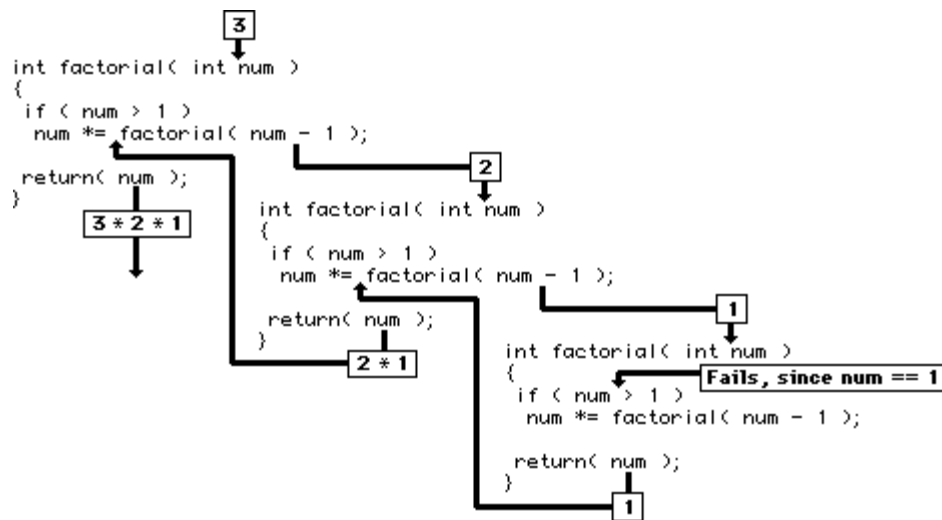 3
int factorial( int num )
{
if ( num > 1 )
num *= factorial( num - 1 );
return( num );
}
3 * 2 * 1
2
int factorial( int num )
{
if ( num > 1 )
num *= factorial( num - 1 );
return( num );
}
2 * 1
1
int factorial( int num )
{
Fails, since num == 1
if ( num > 1 )
num *= factorial( num - 1 );
return( num );
}
1